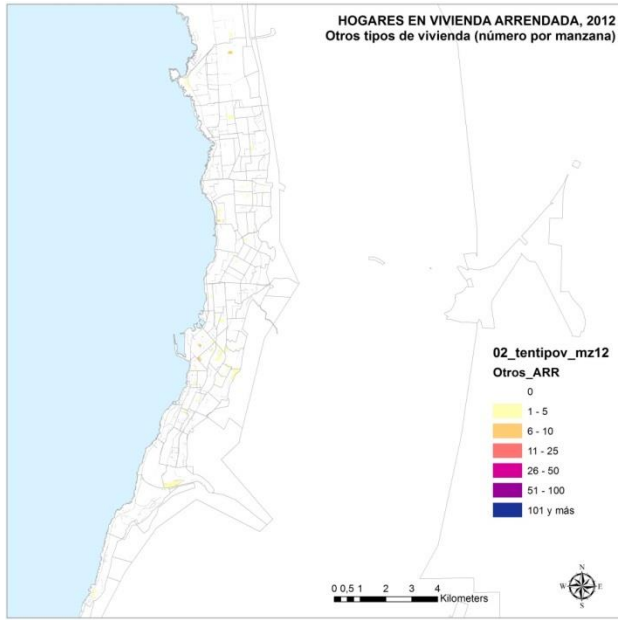 HOGARES EN VIVIENDA ARRENDADA, 2012
Otros tipos de vivienda (número por manzana)
02_tentipov_mz12
Otros_ARR
0
1 - 5
6 - 10
11 - 25
26 - 50
51 - 100
101 y más
0 0,5 1 2 3 4
Kilometers
N
W E
S